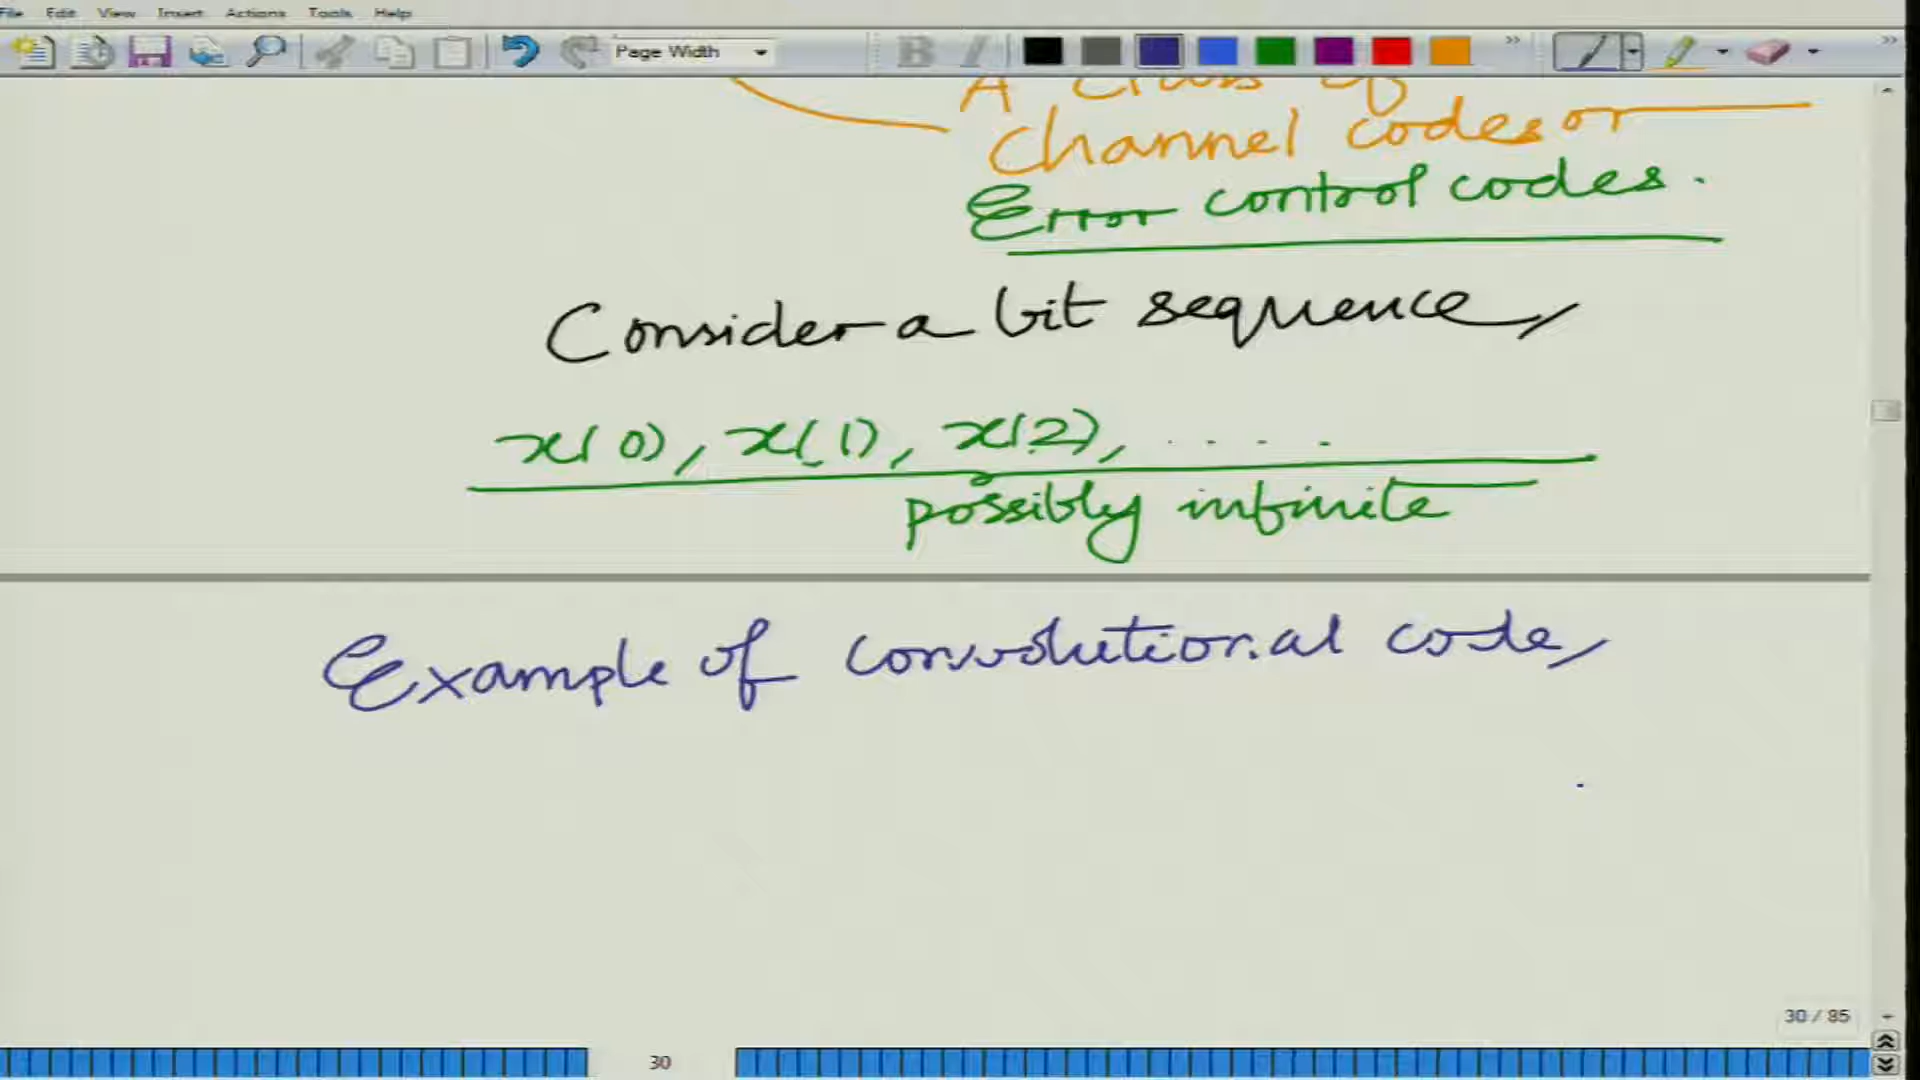 File Edit View Insert Actions Tools Help
Page Width
B I
A class of
Channel codes or
Error control codes.
Consider a bit sequence,
x(0), x(1), x(2), ....
possibly infinite
Example of convolutional code,
30 / 85
30